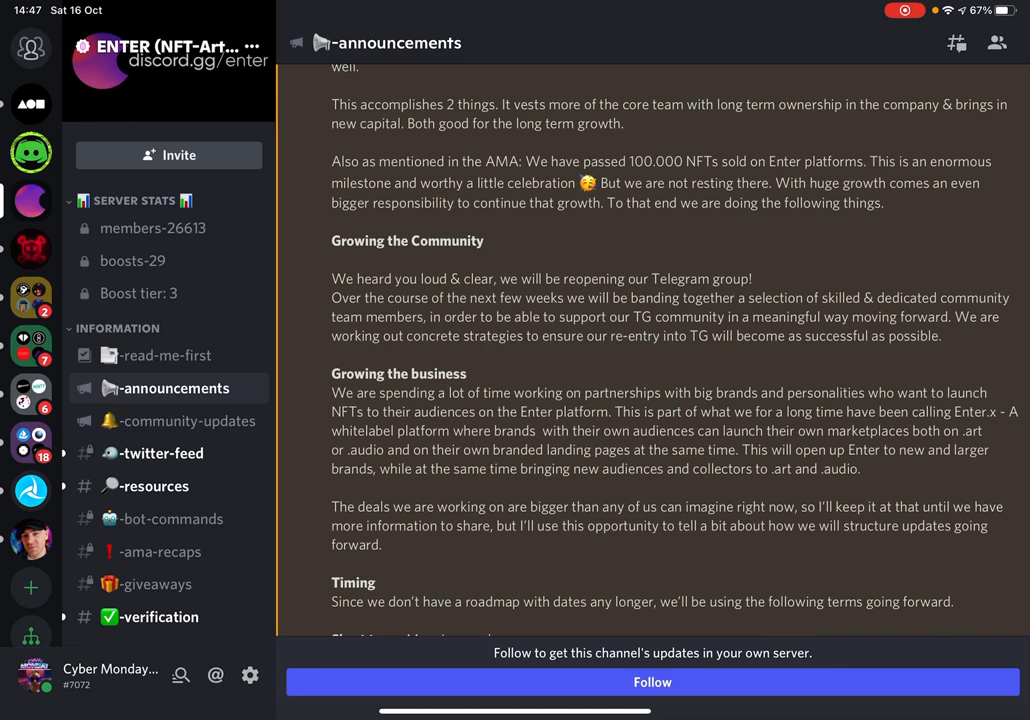 14:47 Sat 16 Oct
67%
ENTER (NFT-Art... ···
discord.gg/enter
Invite
SERVER STATS
members-26613
boosts-29
Boost tier: 3
INFORMATION
-read-me-first
-announcements
-community-updates
-twitter-feed
-resources
-bot-commands
-ama-recaps
-giveaways
-verification
2
7
6
18
Cyber Monday...
#7072
-announcements
well.
This accomplishes 2 things. It vests more of the core team with long term ownership in the company & brings in
new capital. Both good for the long term growth.
Also as mentioned in the AMA: We have passed 100.000 NFTs sold on Enter platforms. This is an enormous
milestone and worthy a little celebration 🥳 But we are not resting there. With huge growth comes an even
bigger responsibility to continue that growth. To that end we are doing the following things.
Growing the Community
We heard you loud & clear, we will be reopening our Telegram group!
Over the course of the next few weeks we will be banding together a selection of skilled & dedicated community
team members, in order to be able to support our TG community in a meaningful way moving forward. We are
working out concrete strategies to ensure our re-entry into TG will become as successful as possible.
Growing the business
We are spending a lot of time working on partnerships with big brands and personalities who want to launch
NFTs to their audiences on the Enter platform. This is part of what we for a long time have been calling Enter.x - A
whitelabel platform where brands with their own audiences can launch their own marketplaces both on .art
or .audio and on their own branded landing pages at the same time. This will open up Enter to new and larger
brands, while at the same time bringing new audiences and collectors to .art and .audio.
The deals we are working on are bigger than any of us can imagine right now, so I'll keep it at that until we have
more information to share, but I'll use this opportunity to tell a bit about how we will structure updates going
forward.
Timing
Since we don't have a roadmap with dates any longer, we'll be using the following terms going forward.
Follow to get this channel's updates in your own server.
Follow